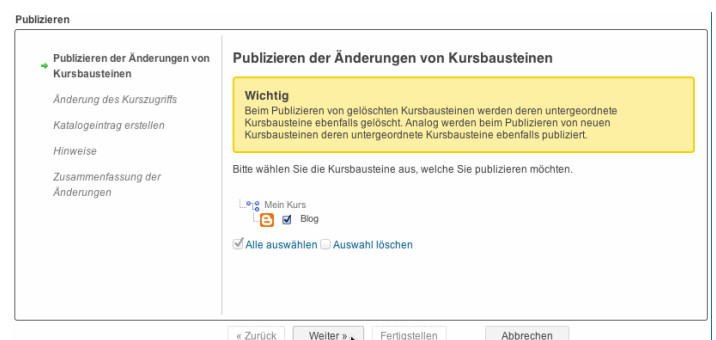 Publizieren
Publizieren der Änderungen von
Kursbausteinen
Änderung des Kurszugriffs
Katalogeintrag erstellen
Hinweise
Zusammenfassung der
Änderungen
Publizieren der Änderungen von Kursbausteinen
Wichtig
Beim Publizieren von gelöschten Kursbausteinen werden deren untergeordnete
Kursbausteine ebenfalls gelöscht. Analog werden beim Publizieren von neuen
Kursbausteinen deren untergeordnete Kursbausteine ebenfalls publiziert.
Bitte wählen Sie die Kursbausteine aus, welche Sie publizieren möchten.
Mein Kurs
Blog
Alle auswählen Auswahl löschen
« Zurück Weiter » Fertigstellen Abbrechen